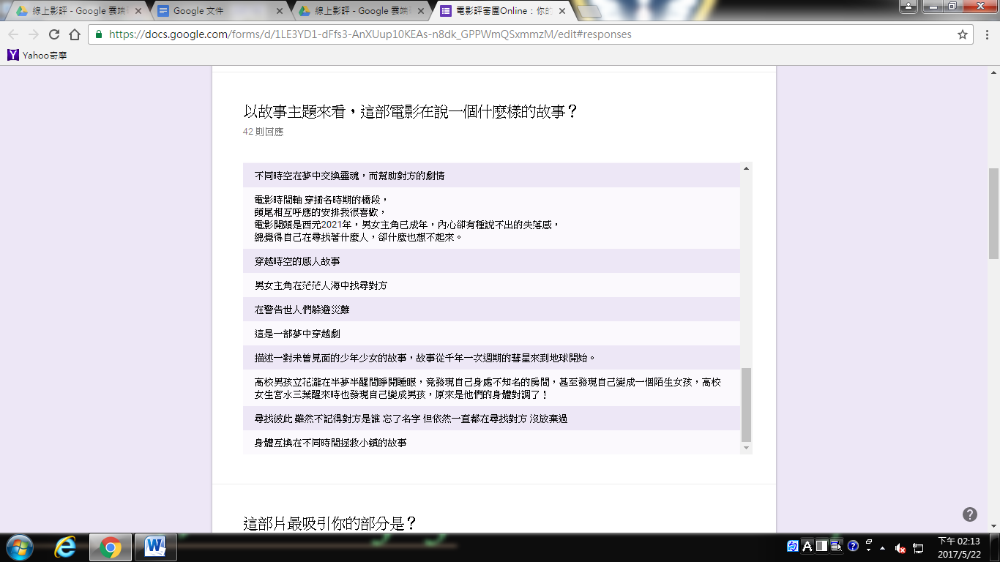 線上影評 - Google 雲端
Google 文件
線上影評 - Google 雲端
電影評審團Online：你的
https://docs.google.com/forms/d/1LE3YD1-dFfs3-AnXUup10KEAs-n8dk_GPPWmQSxmmzM/edit#responses
Yahoo奇摩
以故事主題來看，這部電影在說一個什麼樣的故事？
42 則回應
不同時空在夢中交換靈魂，而幫助對方的劇情
電影時間軸 穿插各時期的橋段，
頭尾相互呼應的安排我很喜歡，
電影開頭是西元2021年，男女主角已成年，內心卻有種說不出的失落感，
總覺得自己在尋找著什麼人，卻什麼也想不起來。
穿越時空的感人故事
男女主角在茫茫人海中找尋對方
在警告世人們躲避災難
這是一部夢中穿越劇
描述一對未曾見面的少年少女的故事，故事從千年一次週期的彗星來到地球開始。
高校男孩立花瀧在半夢半醒間睜開睡眼，竟發現自己身處不知名的房間，甚至發現自己變成一個陌生女孩，高校
女生宮水三葉醒來時也發現自己變成男孩，原來是他們的身體對調了！
尋找彼此 雖然不記得對方是誰 忘了名字 但依然一直都在尋找對方 沒放棄過
身體互換在不同時間拯救小鎮的故事
這部片最吸引你的部分是？
下午 02:13
2017/5/22